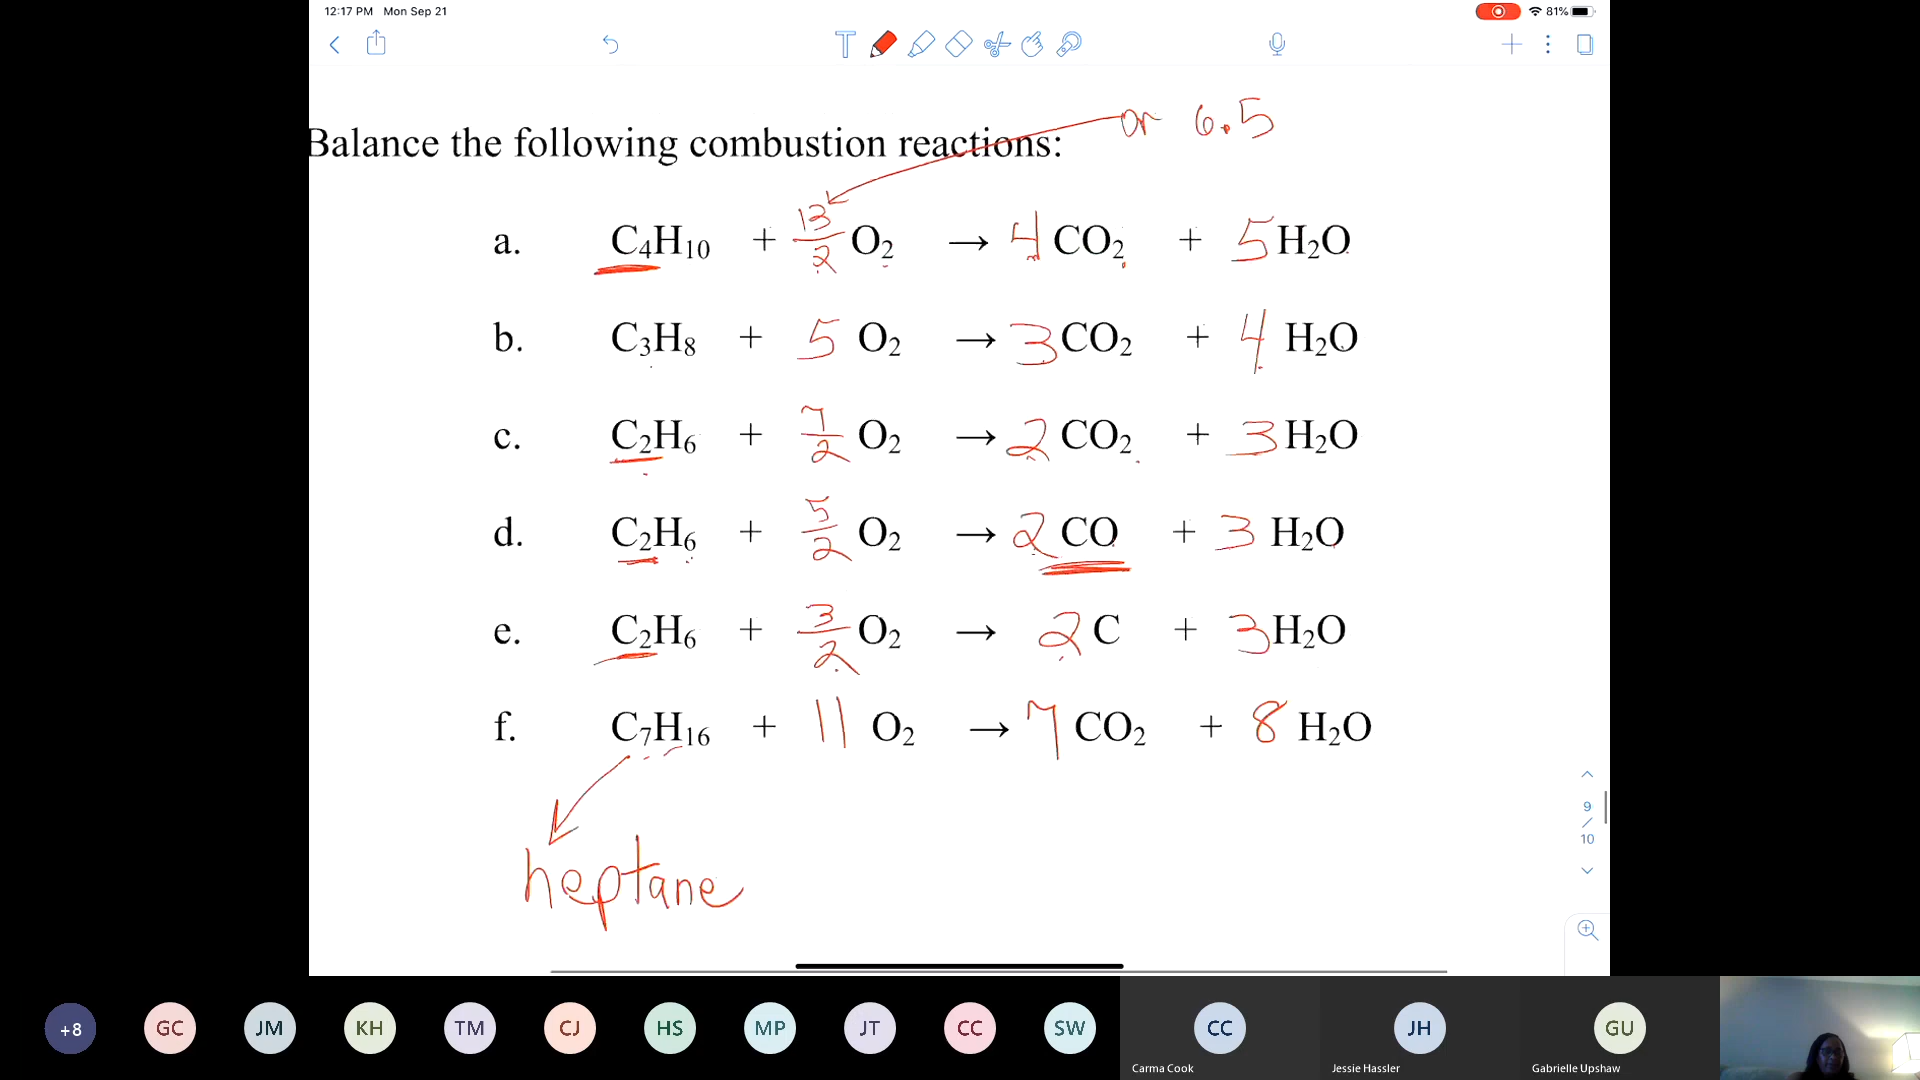 12:17 PM Mon Sep 21 81%
or 6.5
Balance the following combustion reactions:
a. C₄H₁₀ + 13/2 O₂ → 4 CO₂ + 5 H₂O
b. C₃H₈ + 5 O₂ → 3 CO₂ + 4 H₂O
c. C₂H₆ + 7/2 O₂ → 2 CO₂ + 3 H₂O
d. C₂H₆ + 5/2 O₂ → 2 CO + 3 H₂O
e. C₂H₆ + 3/2 O₂ → 2 C + 3 H₂O
f. C₇H₁₆ + 11 O₂ → 7 CO₂ + 8 H₂O
9
/
10
heptane
+8 GC JM KH TM CJ HS MP JT CC SW CC JH GU
Carma Cook Jessie Hassler Gabrielle Upshaw